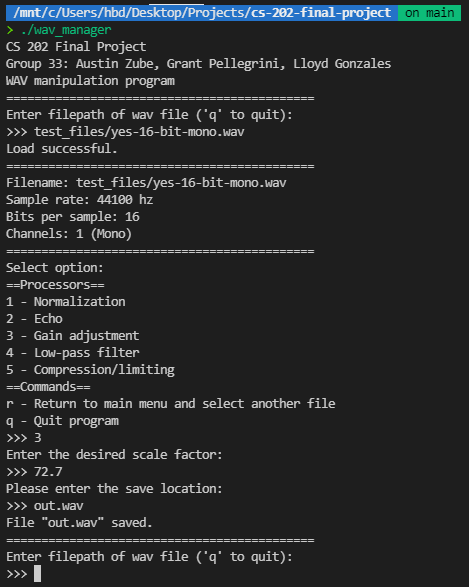 /mnt/c/Users/hbd/Desktop/Projects/cs-202-final-project on main
> ./wav_manager
CS 202 Final Project
Group 33: Austin Zube, Grant Pellegrini, Lloyd Gonzales
WAV manipulation program
============================================
Enter filepath of wav file ('q' to quit):
>>> test_files/yes-16-bit-mono.wav
Load successful.
============================================
Filename: test_files/yes-16-bit-mono.wav
Sample rate: 44100 hz
Bits per sample: 16
Channels: 1 (Mono)
============================================
Select option:
==Processors==
1 - Normalization
2 - Echo
3 - Gain adjustment
4 - Low-pass filter
5 - Compression/limiting
==Commands==
r - Return to main menu and select another file
q - Quit program
>>> 3
Enter the desired scale factor:
>>> 72.7
Please enter the save location:
>>> out.wav
File "out.wav" saved.
============================================
Enter filepath of wav file ('q' to quit):
>>>